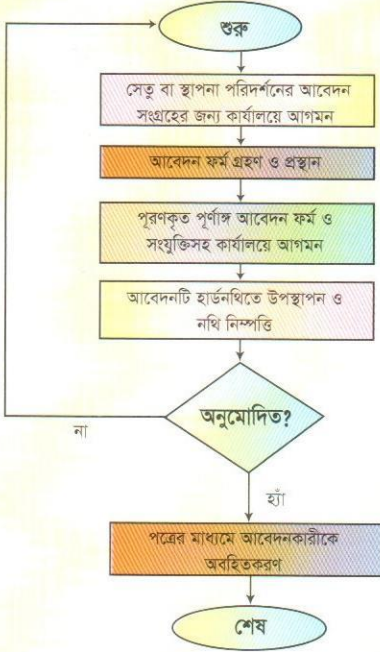 শুরু
সেতু বা স্থাপনা পরিদর্শনের আবেদন
সংগ্রহের জন্য কার্যালয়ে আগমন
আবেদন ফর্ম গ্রহণ ও প্রস্থান
পূরণকৃত পূর্ণাঙ্গ আবেদন ফর্ম ও
সংযুক্তিসহ কার্যালয়ে আগমন
আবেদনটি হার্ডনথিতে উপস্থাপন ও
নথি নিষ্পত্তি
অনুমোদিত?
না
হ্যাঁ
পত্রের মাধ্যমে আবেদনকারীকে
অবহিতকরণ
শেষ